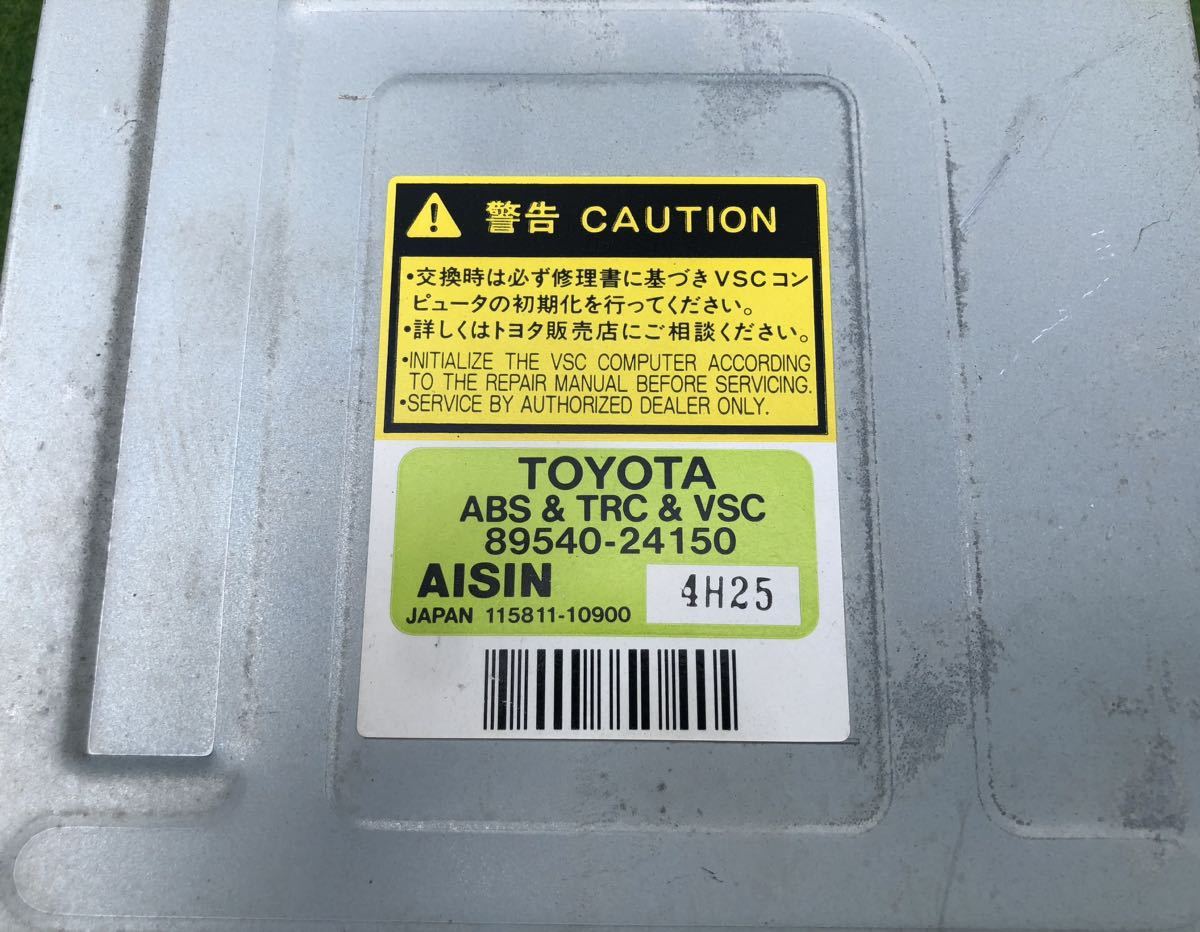 警告 CAUTION
・交換時は必ず修理書に基づきVSCコン
ピュータの初期化を行ってください。
・詳しくはトヨタ販売店にご相談ください。
•INITIALIZE THE VSC COMPUTER ACCORDING
TO THE REPAIR MANUAL BEFORE SERVICING.
•SERVICE BY AUTHORIZED DEALER ONLY.
TOYOTA
ABS & TRC & VSC
89540-24150
AISIN 4H25
JAPAN 115811-10900